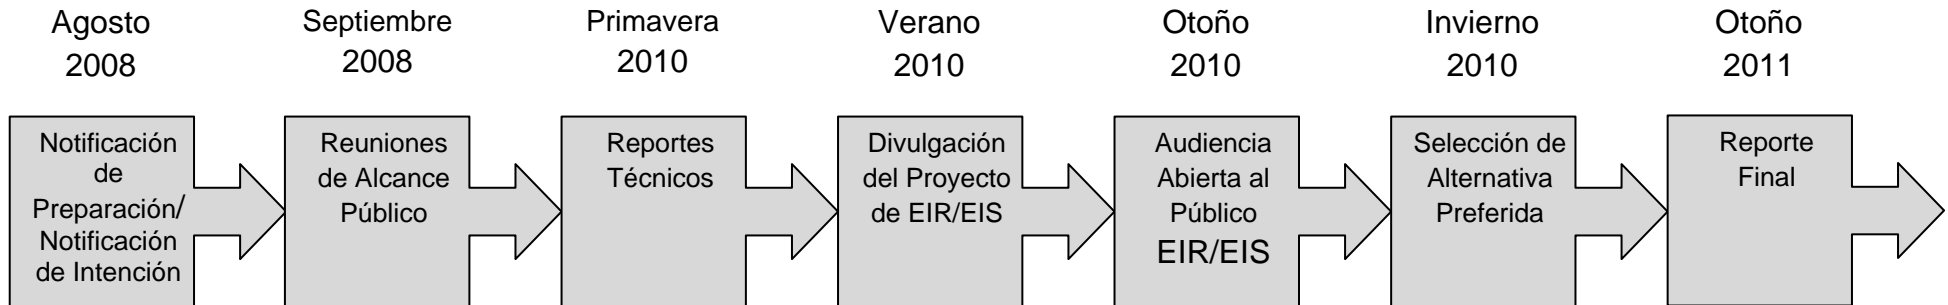 Agosto
2008
Septiembre
2008
Primavera
2010
Verano
2010
Otoño
2010
Invierno
2010
Otoño
2011
Notificación
de
Preparación/
Notificación
de Intención
Reuniones
de Alcance
Público
Reportes
Técnicos
Divulgación
del Proyecto
de EIR/EIS
Audiencia
Abierta al
Público
EIR/EIS
Selección de
Alternativa
Preferida
Reporte
Final